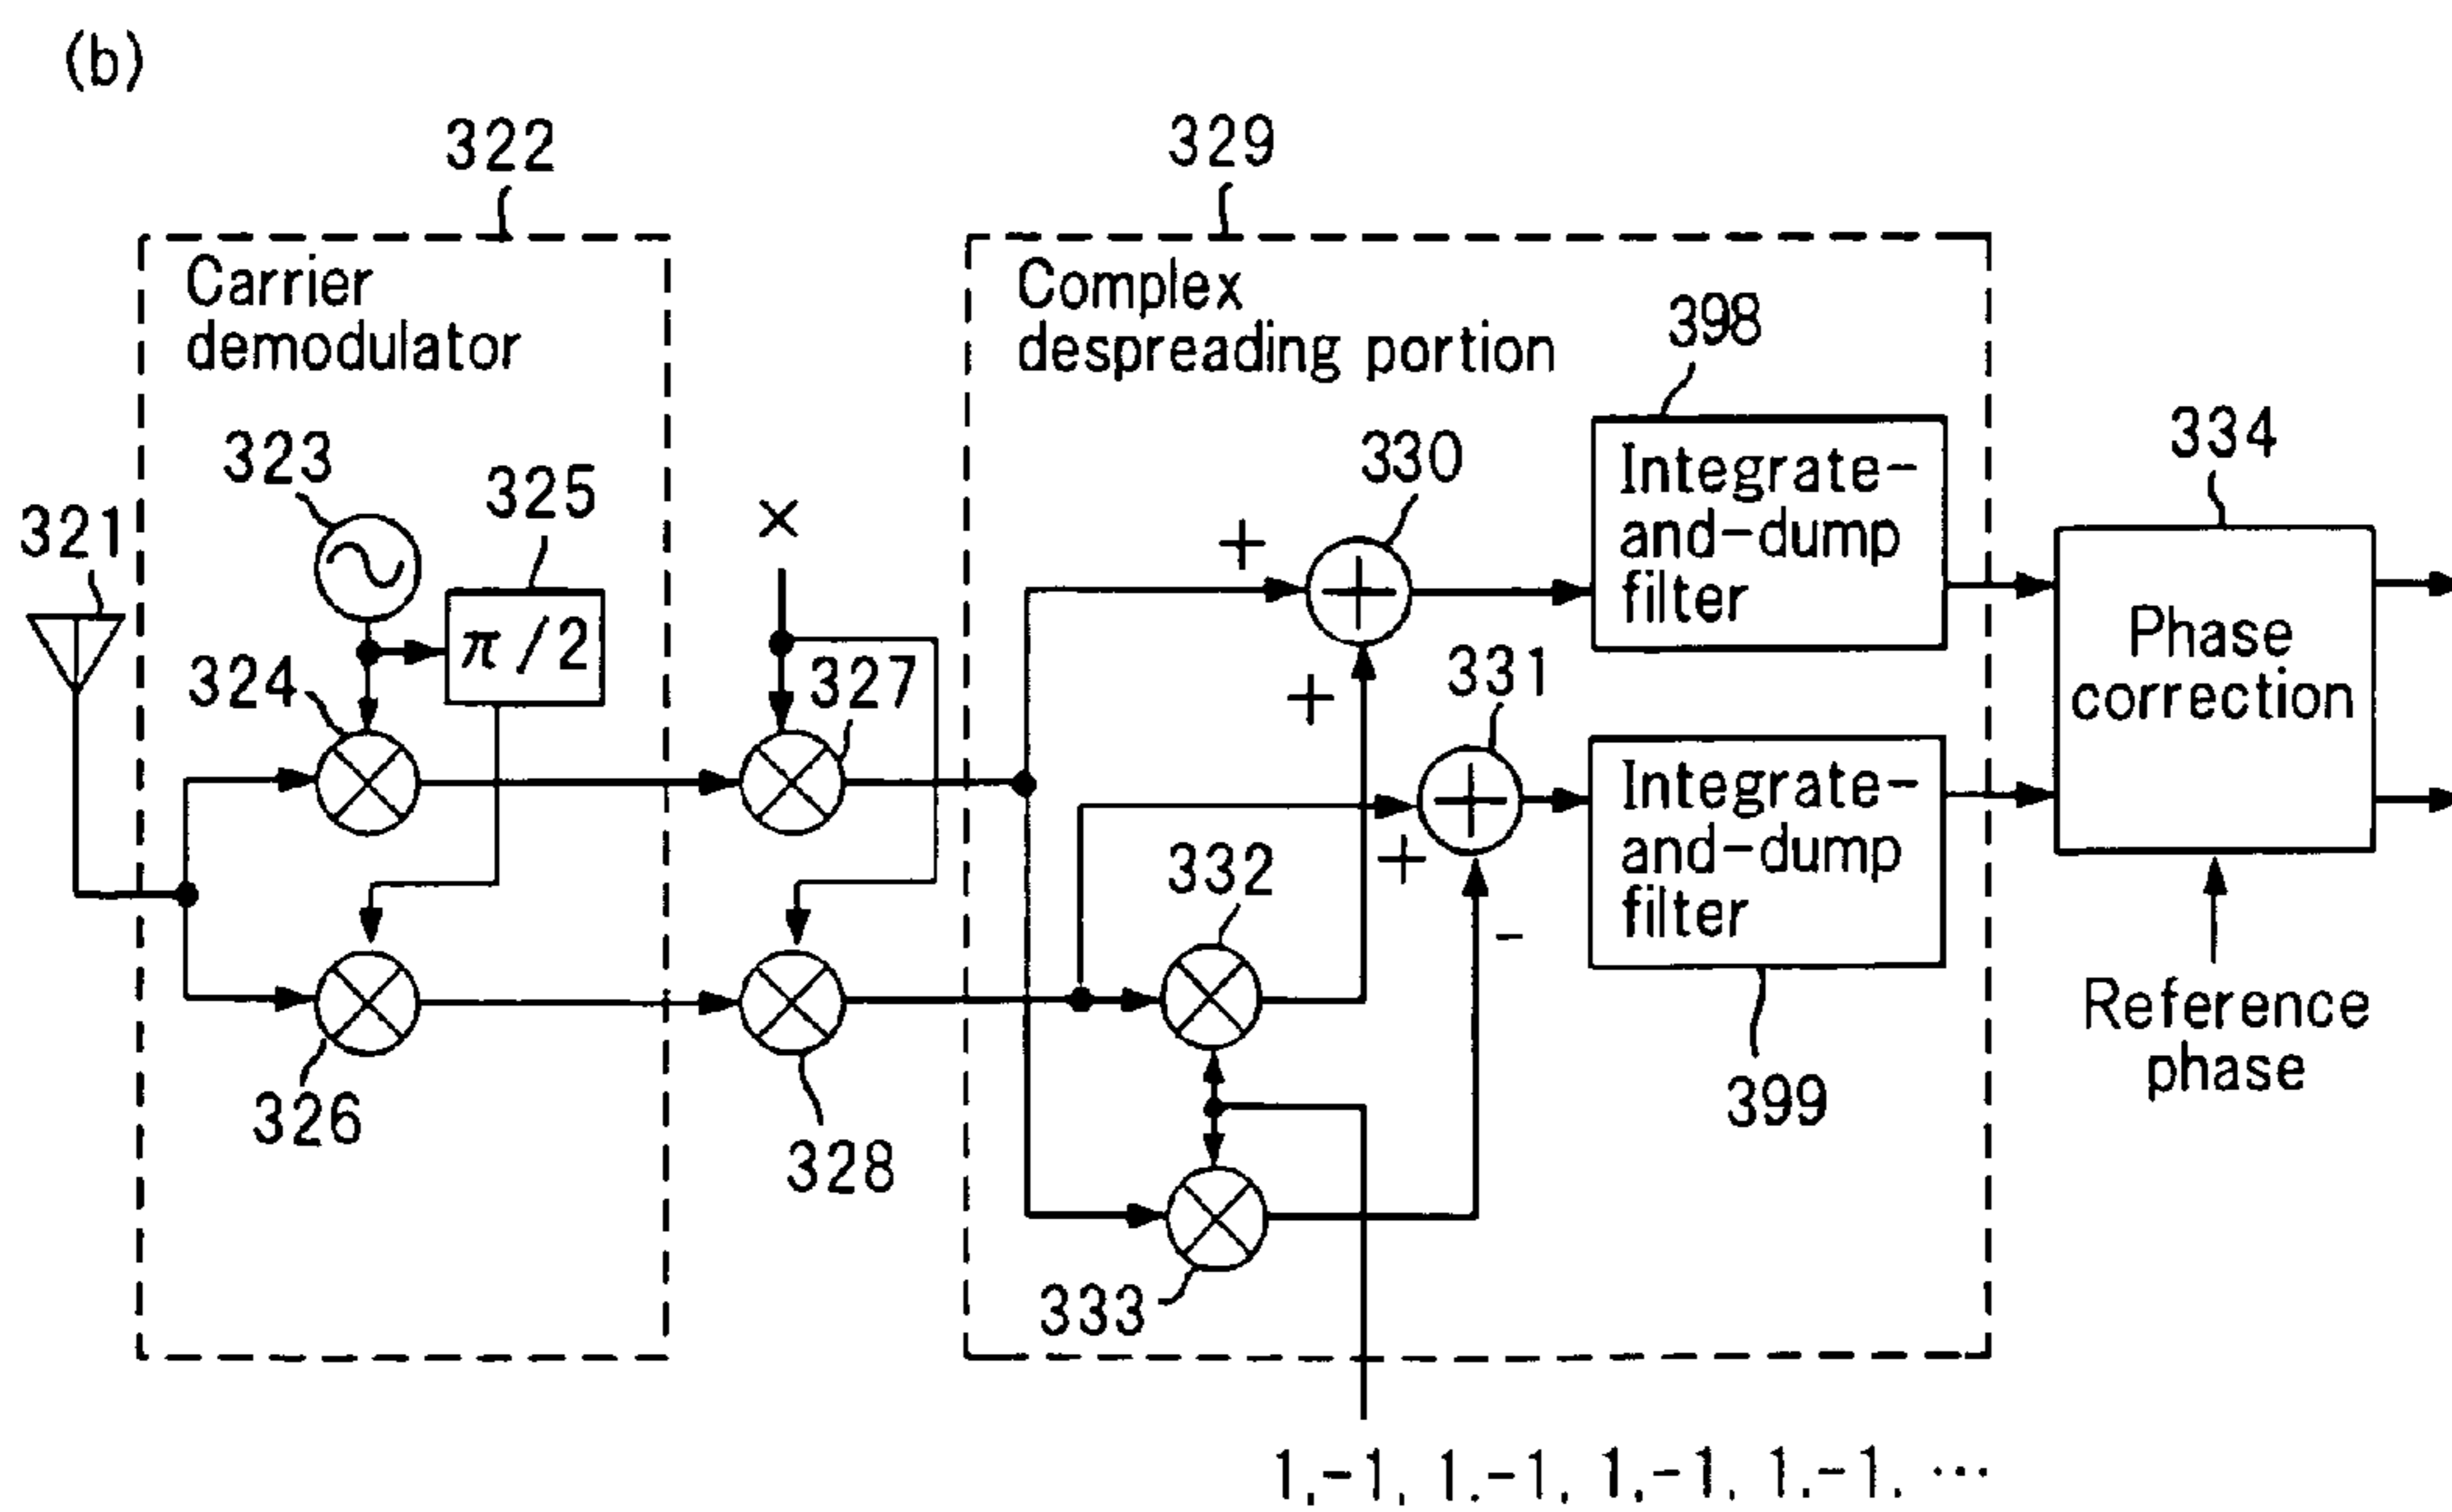 (b)
322
329
Carrier
demodulator
Complex
despreading portion
398
323
325
330
334
321
×
Integrate-
and-dump
filter
π/2
+
324
327
+
331
Phase
correction
Integrate-
and-dump
filter
332
+
-
326
328
399
Reference
phase
333
1,-1, 1.-1, 1,-1, 1.-1, ...